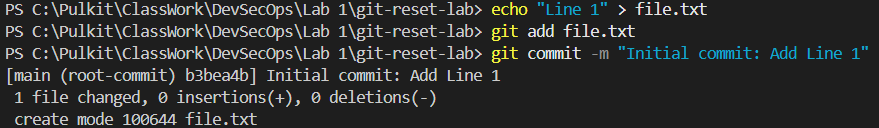 PS C:\Pulkit\ClassWork\DevSecOps\Lab 1\git-reset-lab> echo "Line 1" > file.txt
PS C:\Pulkit\ClassWork\DevSecOps\Lab 1\git-reset-lab> git add file.txt
PS C:\Pulkit\ClassWork\DevSecOps\Lab 1\git-reset-lab> git commit -m "Initial commit: Add Line 1"
[main (root-commit) b3bea4b] Initial commit: Add Line 1
 1 file changed, 0 insertions(+), 0 deletions(-)
 create mode 100644 file.txt